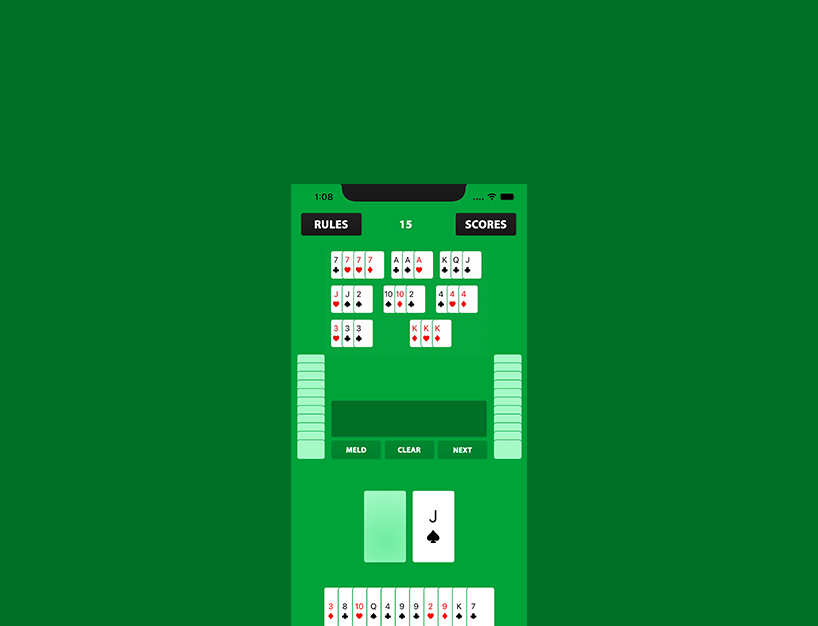 1:08
RULES 15 SCORES
7 7 7 7 A A A K Q J
J J 2 10 10 2 4 4 4
3 3 3 K K K
MELD CLEAR NEXT
J
3 8 10 Q 4 9 9 2 9 K 7